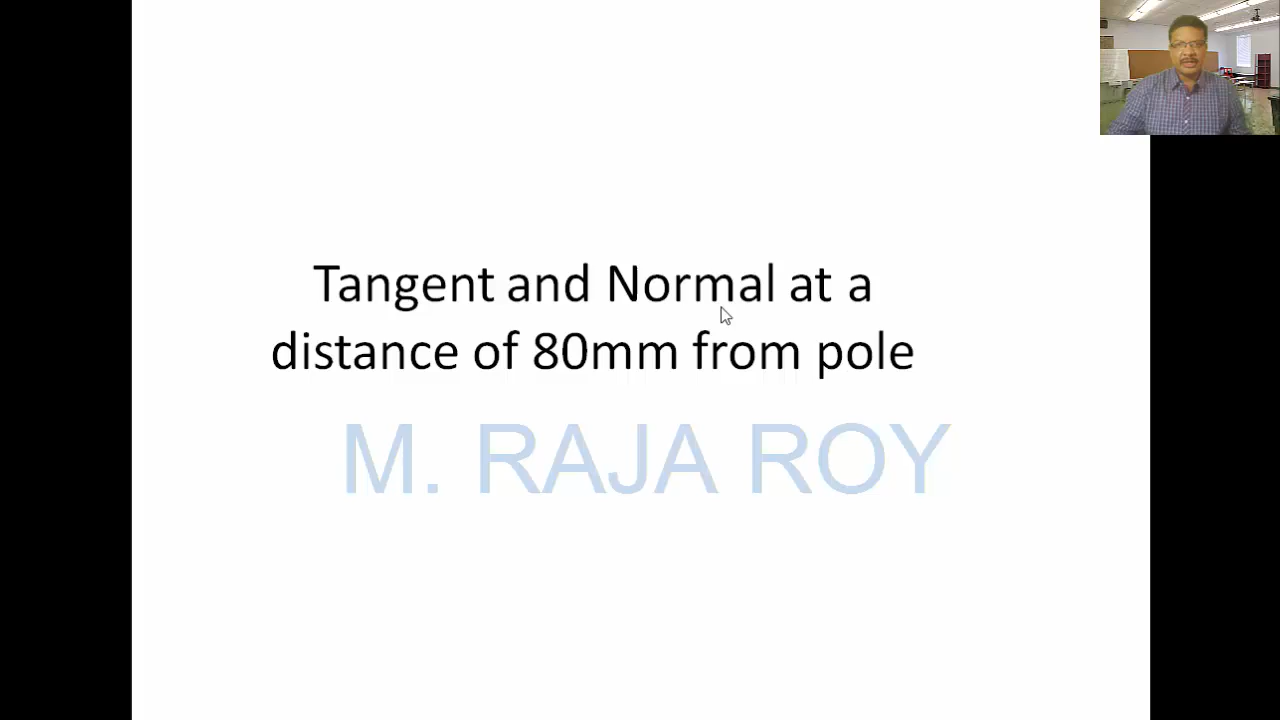 Tangent and Normal at a
distance of 80mm from pole
M. RAJA ROY